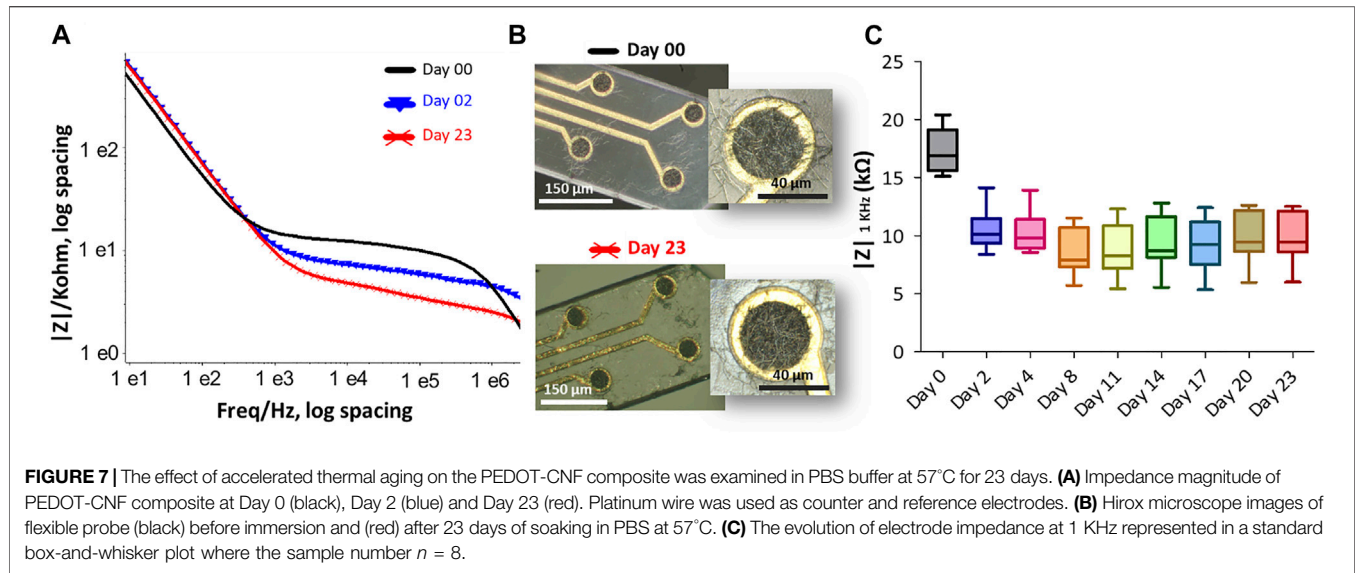 A
Day 00
Day 02
Day 23
|Z|/Kohm, log spacing
1 e2
1 e1
1 e0
1 e1 1 e2 1 e3 1 e4 1 e5 1 e6
Freq/Hz, log spacing
B
Day 00
150 µm
40 µm
Day 23
150 µm
40 µm
C
|Z| 1 KHz (kΩ)
25
20
15
10
5
0
Day 0 Day 2 Day 4 Day 8 Day 11 Day 14 Day 17 Day 20 Day 23
FIGURE 7 | The effect of accelerated thermal aging on the PEDOT-CNF composite was examined in PBS buffer at 57°C for 23 days. (A) Impedance magnitude of
PEDOT-CNF composite at Day 0 (black), Day 2 (blue) and Day 23 (red). Platinum wire was used as counter and reference electrodes. (B) Hirox microscope images of
flexible probe (black) before immersion and (red) after 23 days of soaking in PBS at 57°C. (C) The evolution of electrode impedance at 1 KHz represented in a standard
box-and-whisker plot where the sample number n = 8.